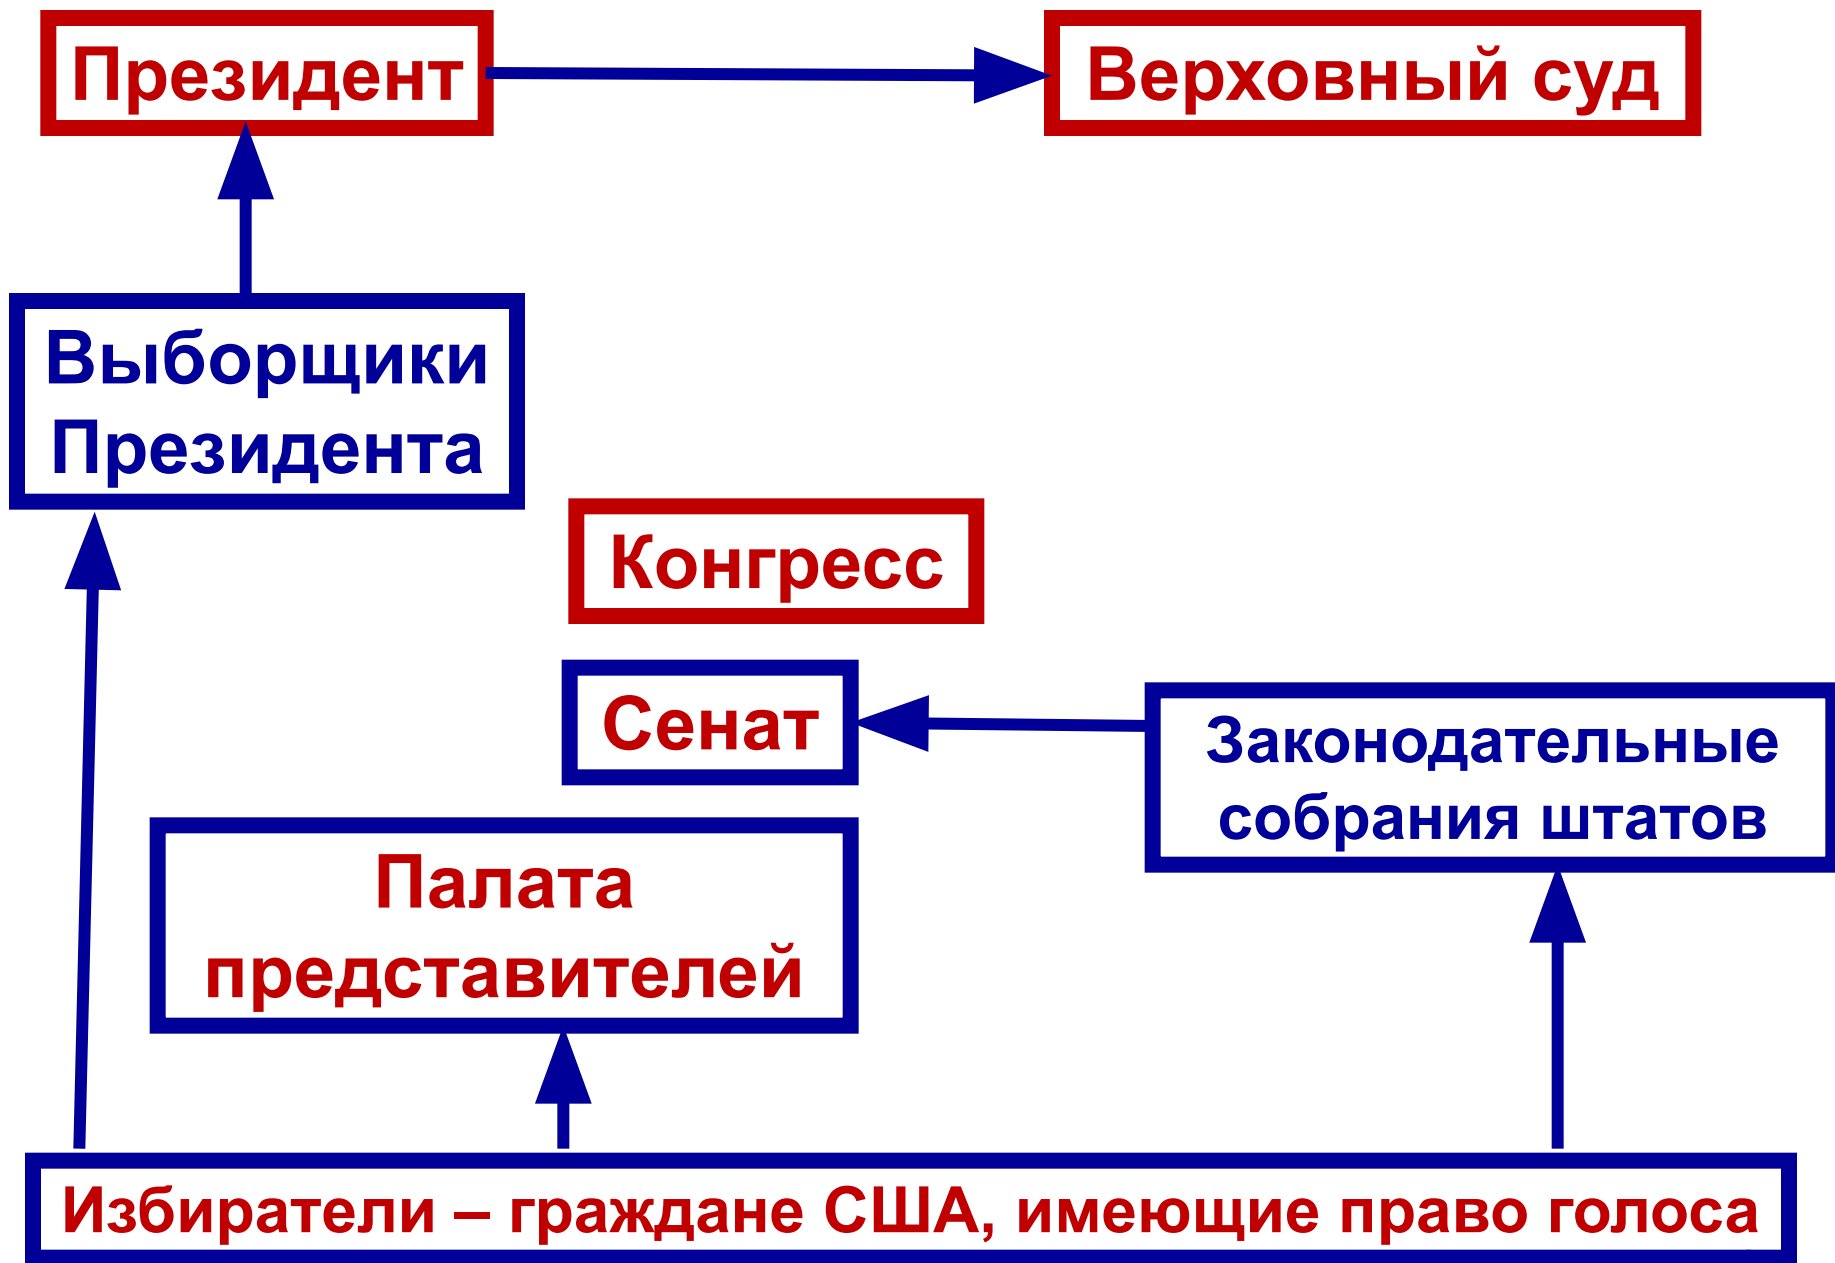 Президент
Верховный суд
Выборщики
Президента
Конгресс
Сенат
Законодательные
собрания штатов
Палата
представителей
Избиратели – граждане США, имеющие право голоса